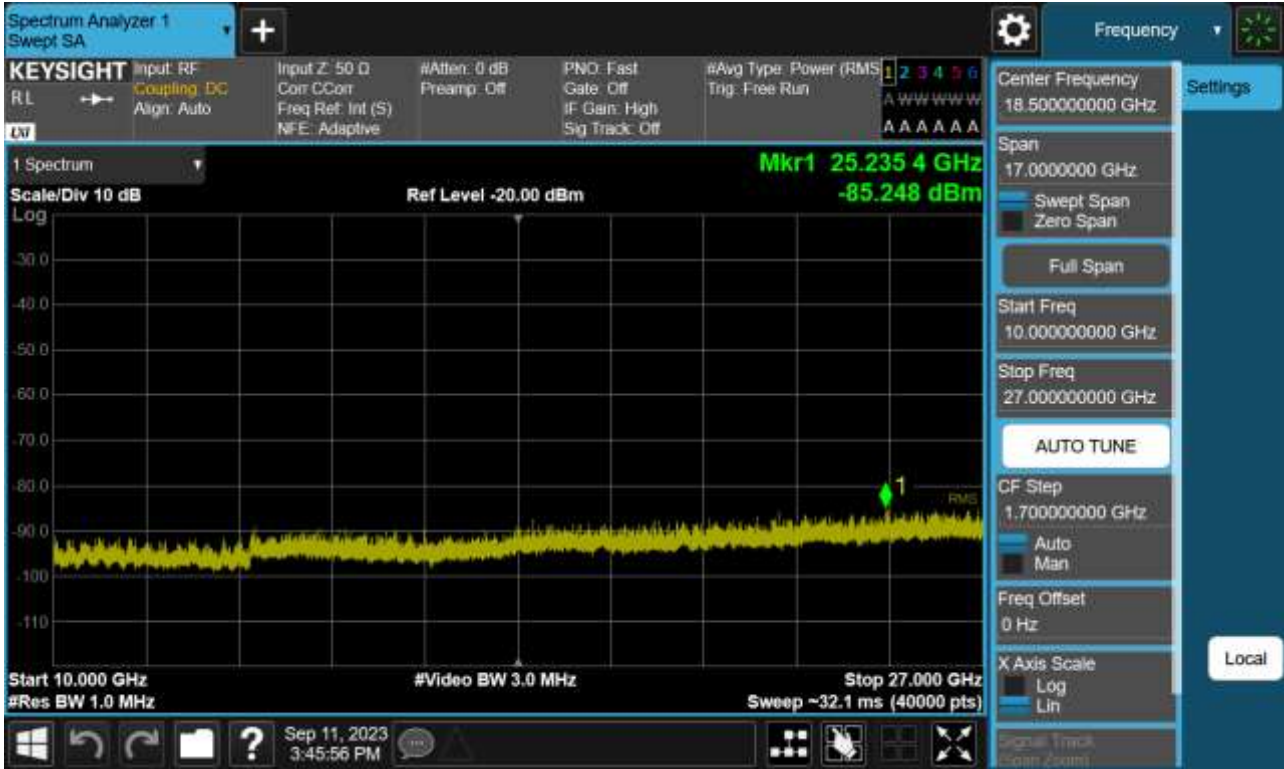 Spectrum Analyzer 1
Swept SA
+
Frequency
KEYSIGHT
RL
LXI
Input: RF
Coupling: DC
Align: Auto
Input Z: 50 Ω
Corr CCorr
Freq Ref: Int (S)
NFE: Adaptive
#Atten: 0 dB
Preamp: Off
PNO: Fast
Gate: Off
IF Gain: High
Sig Track: Off
#Avg Type: Power (RMS
Trig: Free Run
1 2 3 4 5 6
A W W W W W
A A A A A A
1 Spectrum
Scale/Div 10 dB
Ref Level -20.00 dBm
Mkr1 25.235 4 GHz
-85.248 dBm
Log
-30.0
-40.0
-50.0
-60.0
-70.0
-80.0
-90.0
-100
-110
1
RMS
Start 10.000 GHz
#Video BW 3.0 MHz
Stop 27.000 GHz
#Res BW 1.0 MHz
Sweep ~32.1 ms (40000 pts)
Center Frequency
18.500000000 GHz
Settings
Span
17.0000000 GHz
Swept Span
Zero Span
Full Span
Start Freq
10.000000000 GHz
Stop Freq
27.000000000 GHz
AUTO TUNE
CF Step
1.700000000 GHz
Auto
Man
Freq Offset
0 Hz
X Axis Scale
Log
Lin
Local
Signal Track
(Span Zoom)
?
Sep 11, 2023
3:45:56 PM